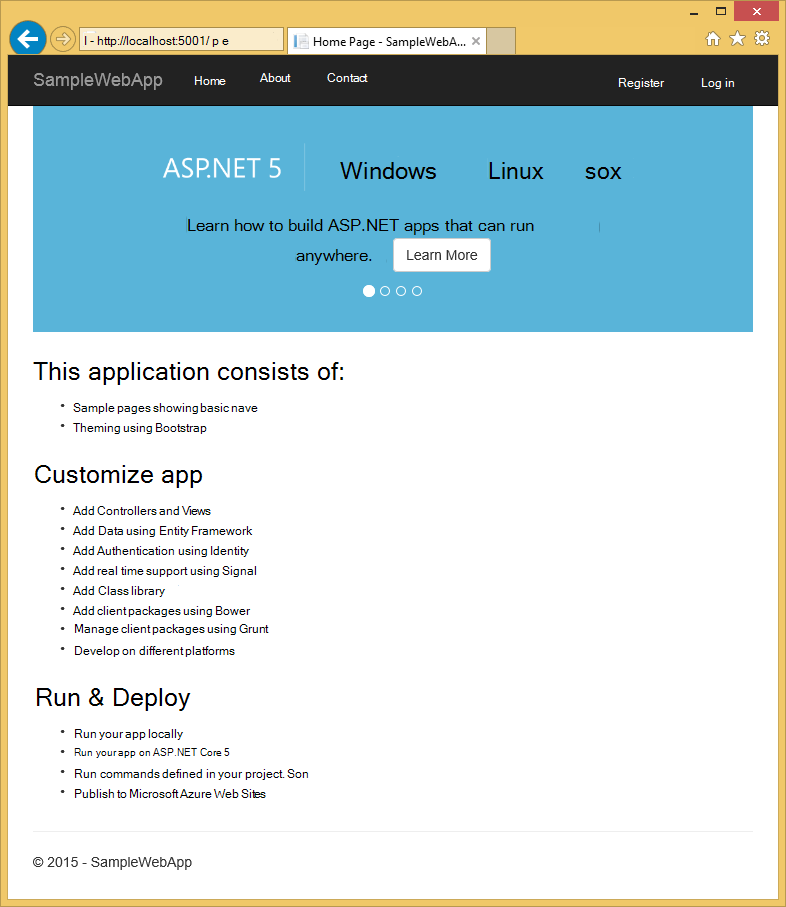 l - http://localhost:5001/ p e
Home Page - SampleWebA...
SampleWebApp Home About Contact Register Log in
ASP.NET 5 Windows Linux sox
Learn how to build ASP.NET apps that can run
anywhere. Learn More
This application consists of:
• Sample pages showing basic nave
• Theming using Bootstrap
Customize app
• Add Controllers and Views
• Add Data using Entity Framework
• Add Authentication using Identity
• Add real time support using Signal
• Add Class library
• Add client packages using Bower
• Manage client packages using Grunt
• Develop on different platforms
Run & Deploy
• Run your app locally
• Run your app on ASP.NET Core 5
• Run commands defined in your project. Son
• Publish to Microsoft Azure Web Sites
© 2015 - SampleWebApp